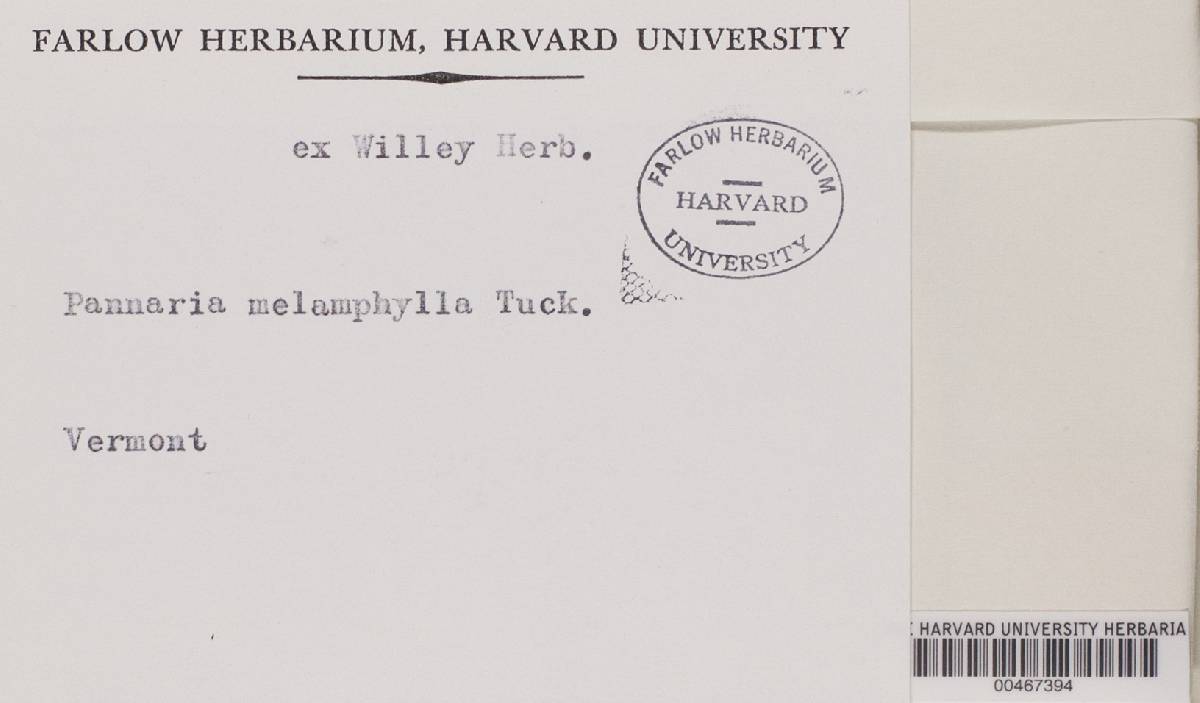 FARLOW HERBARIUM, HARVARD UNIVERSITY
ex Willey Herb.
FARLOW HERBARIUM
HARVARD
UNIVERSITY
Pannaria melamphylla Tuck.
Vermont
HARVARD UNIVERSITY HERBARIA
00467394